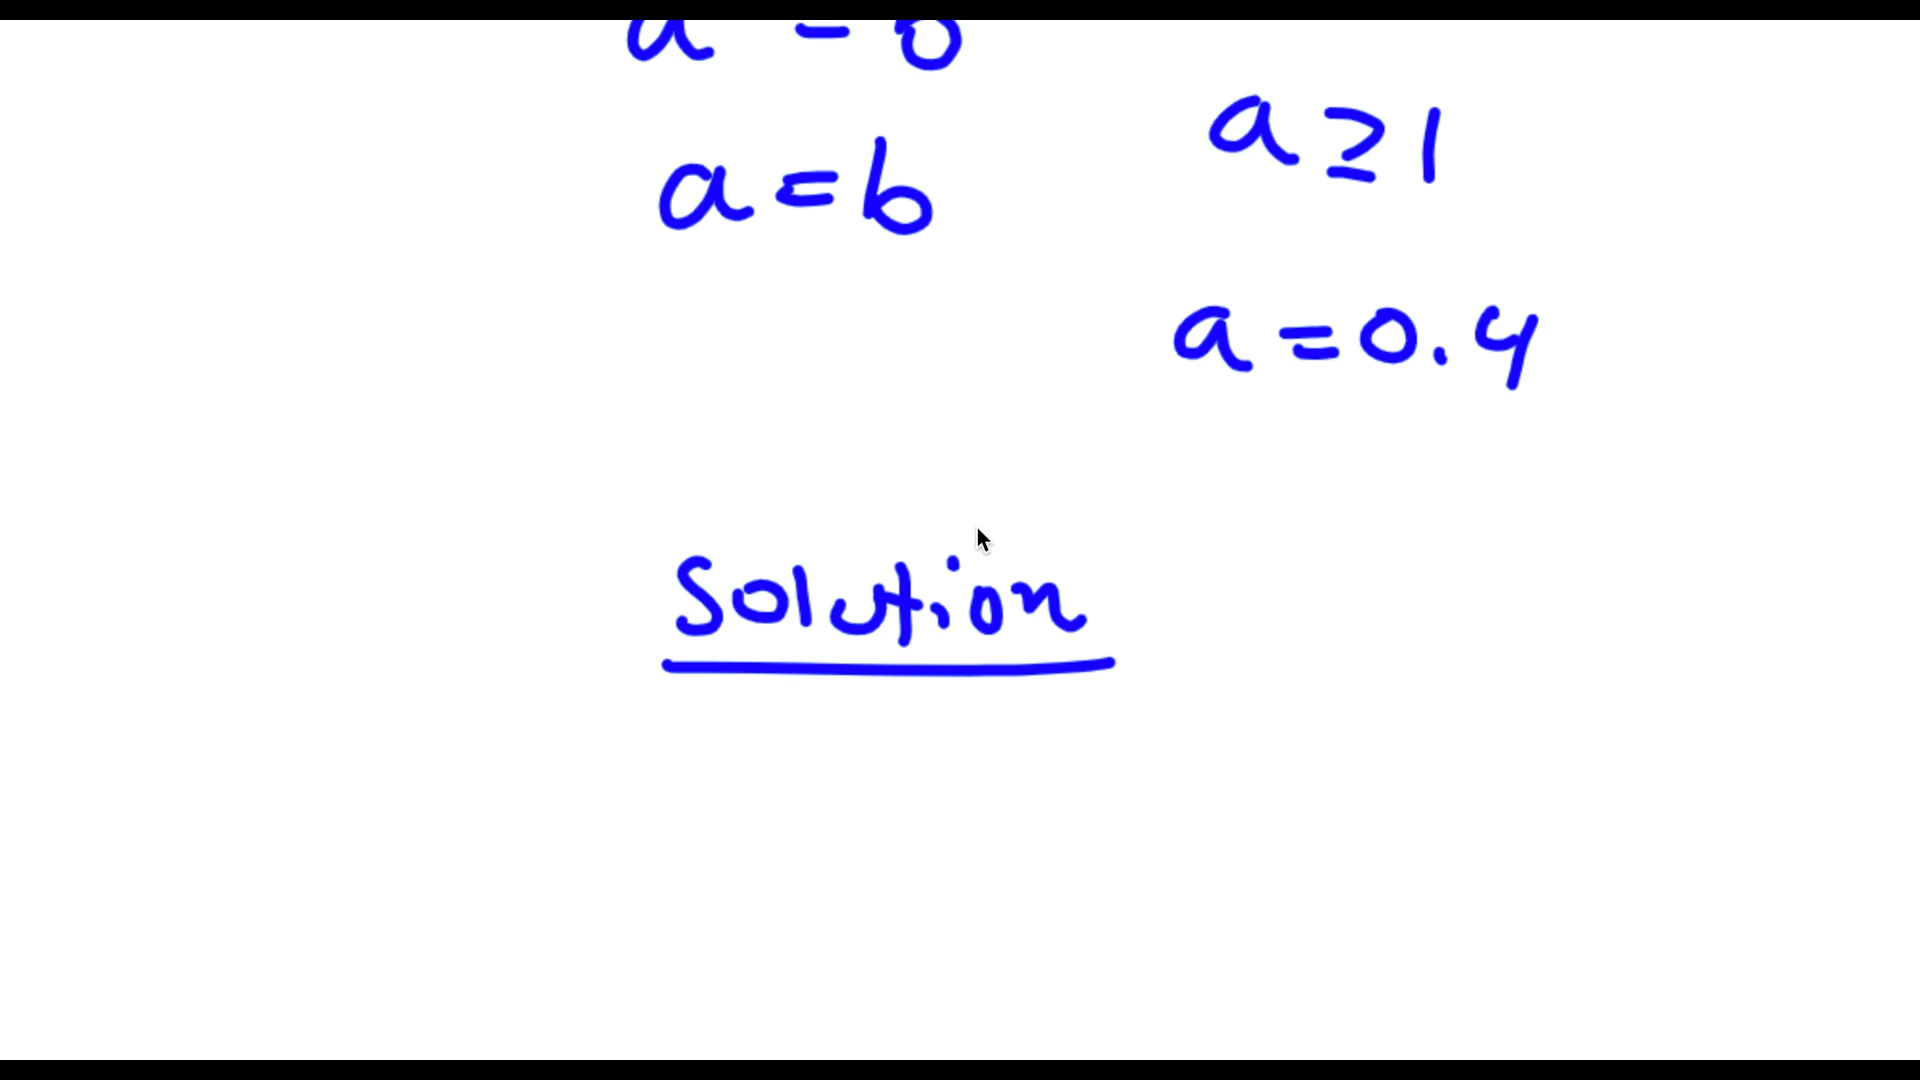 a = b
a = b
a ≥ 1
a = 0.4
Solution